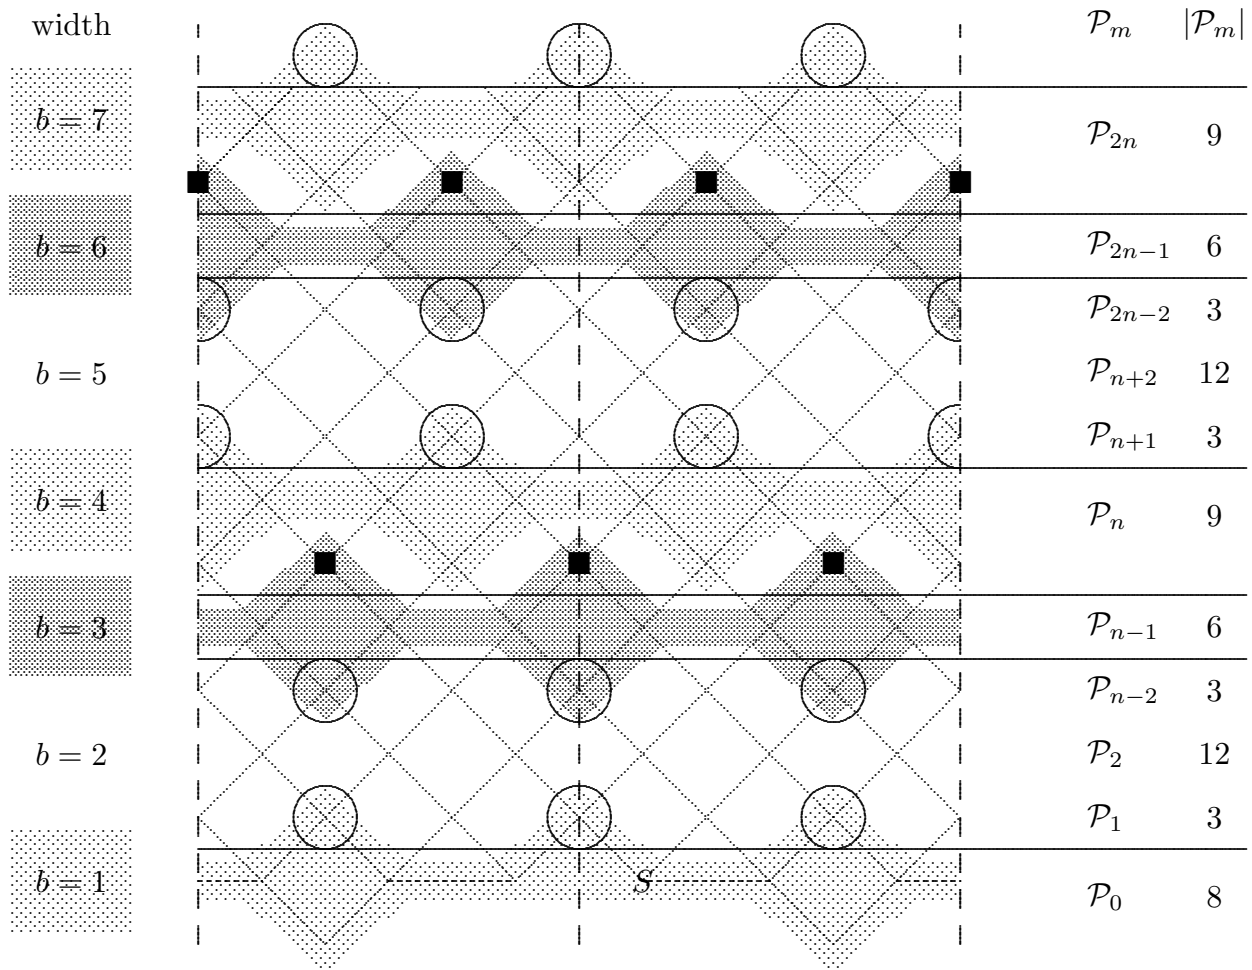 width 𝒫_m |𝒫_m|
b = 7 𝒫_{2n} 9
b = 6 𝒫_{2n−1} 6
𝒫_{2n−2} 3
b = 5 𝒫_{n+2} 12
𝒫_{n+1} 3
b = 4 𝒫_n 9
b = 3 𝒫_{n−1} 6
𝒫_{n−2} 3
b = 2 𝒫_2 12
𝒫_1 3
b = 1 S 𝒫_0 8